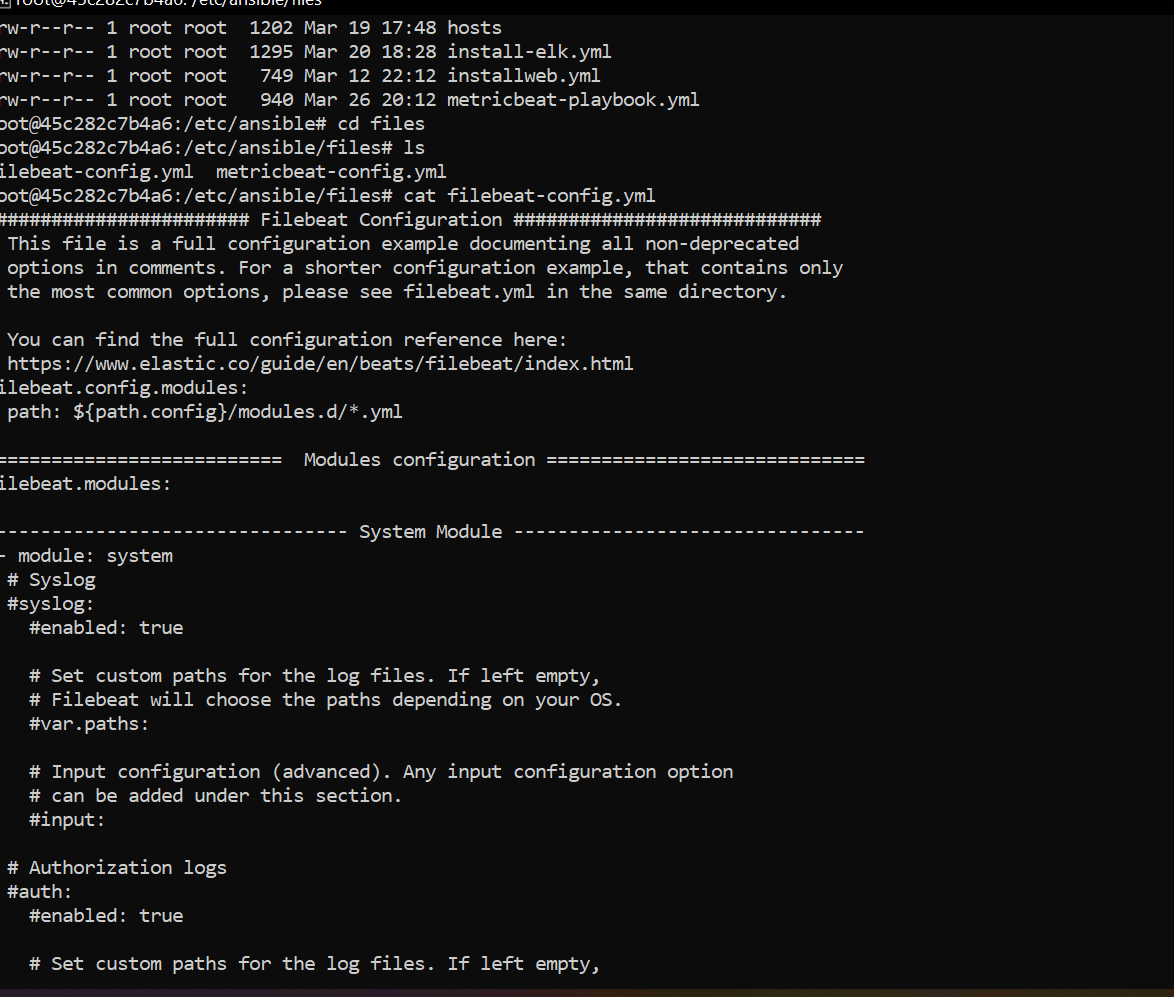 root@45c282c7b4a6: /etc/ansible/files
rw-r--r-- 1 root root  1202 Mar 19 17:48 hosts
rw-r--r-- 1 root root  1295 Mar 20 18:28 install-elk.yml
rw-r--r-- 1 root root   749 Mar 12 22:12 installweb.yml
rw-r--r-- 1 root root   940 Mar 26 20:12 metricbeat-playbook.yml
oot@45c282c7b4a6:/etc/ansible# cd files
oot@45c282c7b4a6:/etc/ansible/files# ls
ilebeat-config.yml  metricbeat-config.yml
oot@45c282c7b4a6:/etc/ansible/files# cat filebeat-config.yml
####################### Filebeat Configuration ############################
This file is a full configuration example documenting all non-deprecated
options in comments. For a shorter configuration example, that contains only
the most common options, please see filebeat.yml in the same directory.
You can find the full configuration reference here:
https://www.elastic.co/guide/en/beats/filebeat/index.html
ilebeat.config.modules:
path: ${path.config}/modules.d/*.yml
==========================  Modules configuration =============================
ilebeat.modules:
-------------------------------- System Module --------------------------------
- module: system
# Syslog
#syslog:
#enabled: true
# Set custom paths for the log files. If left empty,
# Filebeat will choose the paths depending on your OS.
#var.paths:
# Input configuration (advanced). Any input configuration option
# can be added under this section.
#input:
# Authorization logs
#auth:
#enabled: true
# Set custom paths for the log files. If left empty,